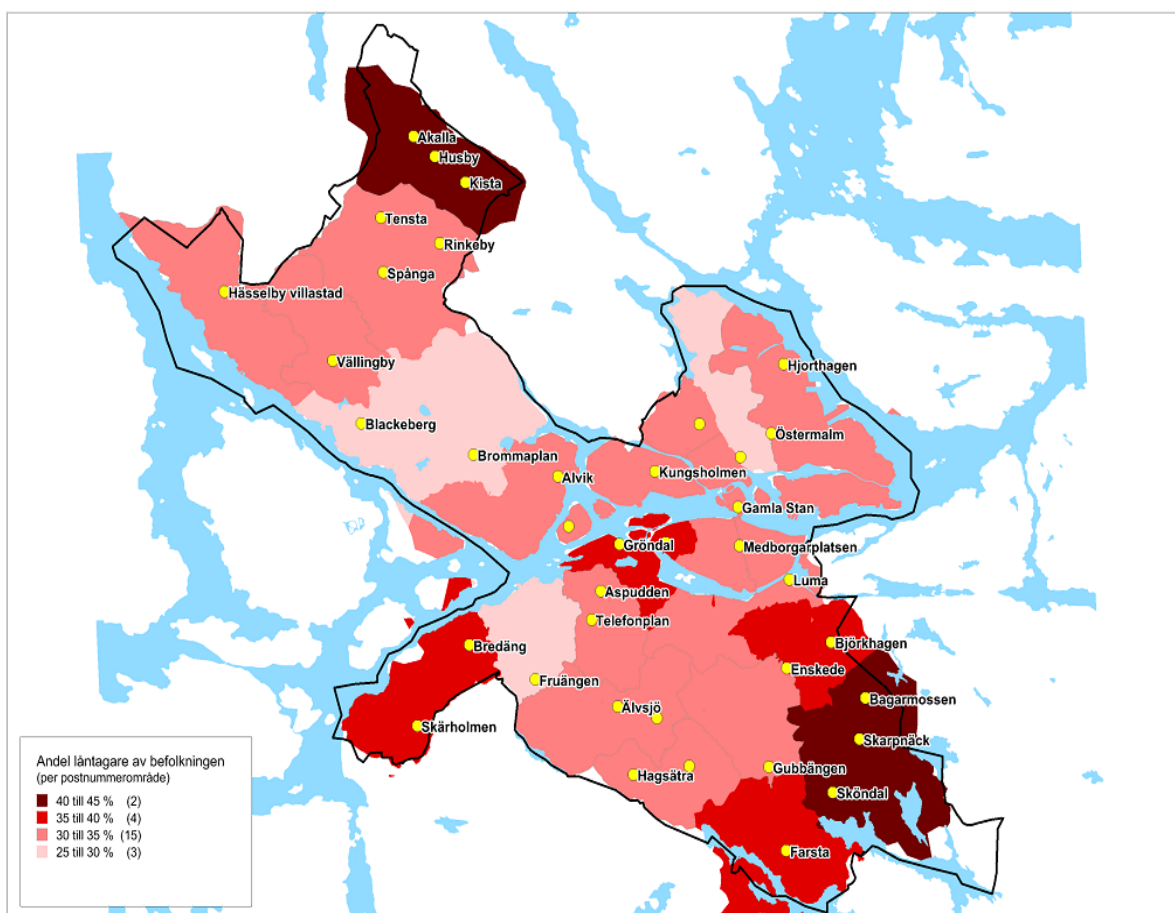 Akalla
Husby
Kista
Tensta
Rinkeby
Spånga
Hässelby villastad
Vällingby
Hjorthagen
Blackeberg
Östermalm
Brommaplan
Alvik
Kungsholmen
Gamla Stan
Gröndal
Medborgarplatsen
Luma
Aspudden
Telefonplan
Bredäng
Björkhagen
Enskede
Fruängen
Bagarmossen
Älvsjö
Skärholmen
Skarpnäck
Hagsätra
Gubbängen
Sköndal
Farsta
Andel låntagare av befolkningen
(per postnummerområde)
40 till 45 % (2)
35 till 40 % (4)
30 till 35 % (15)
25 till 30 % (3)